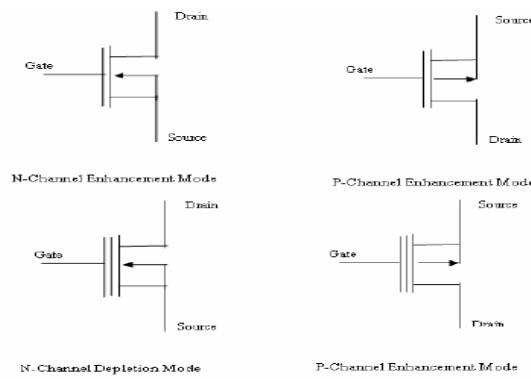 Drain
Gate
Source
N-Channel Enhancement Mode
Source
Gate
Drain
P-Channel Enhancement Mode
Drain
Gate
Source
N-Channel Depletion Mode
Source
Gate
Drain
P-Channel Enhancement Mode